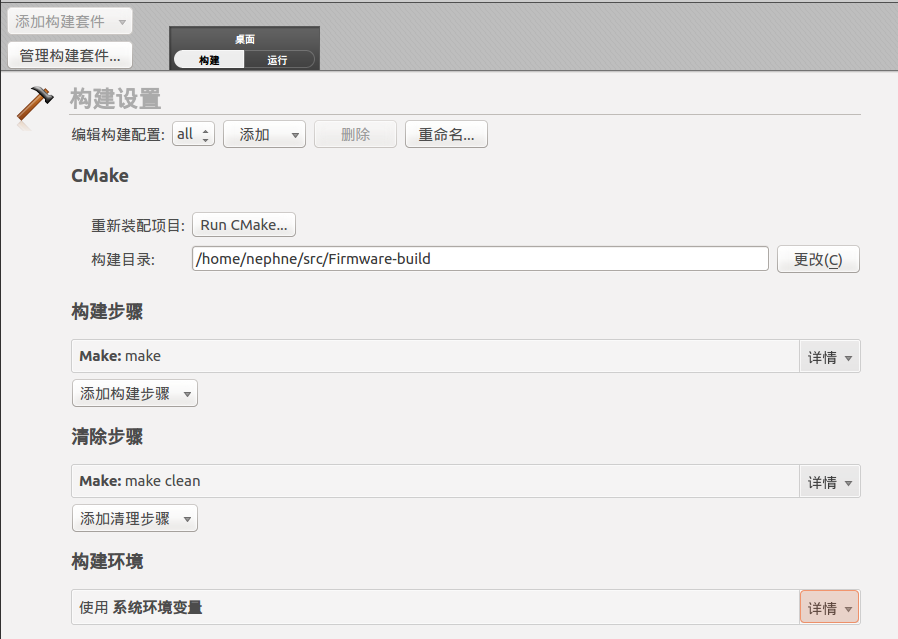 添加构建套件
管理构建套件...
桌面
构建 运行
构建设置
编辑构建配置: all 添加 删除 重命名...
CMake
重新装配项目: Run CMake...
构建目录: /home/nephne/src/Firmware-build 更改(C)
构建步骤
Make: make 详情
添加构建步骤
清除步骤
Make: make clean 详情
添加清理步骤
构建环境
使用 系统环境变量 详情